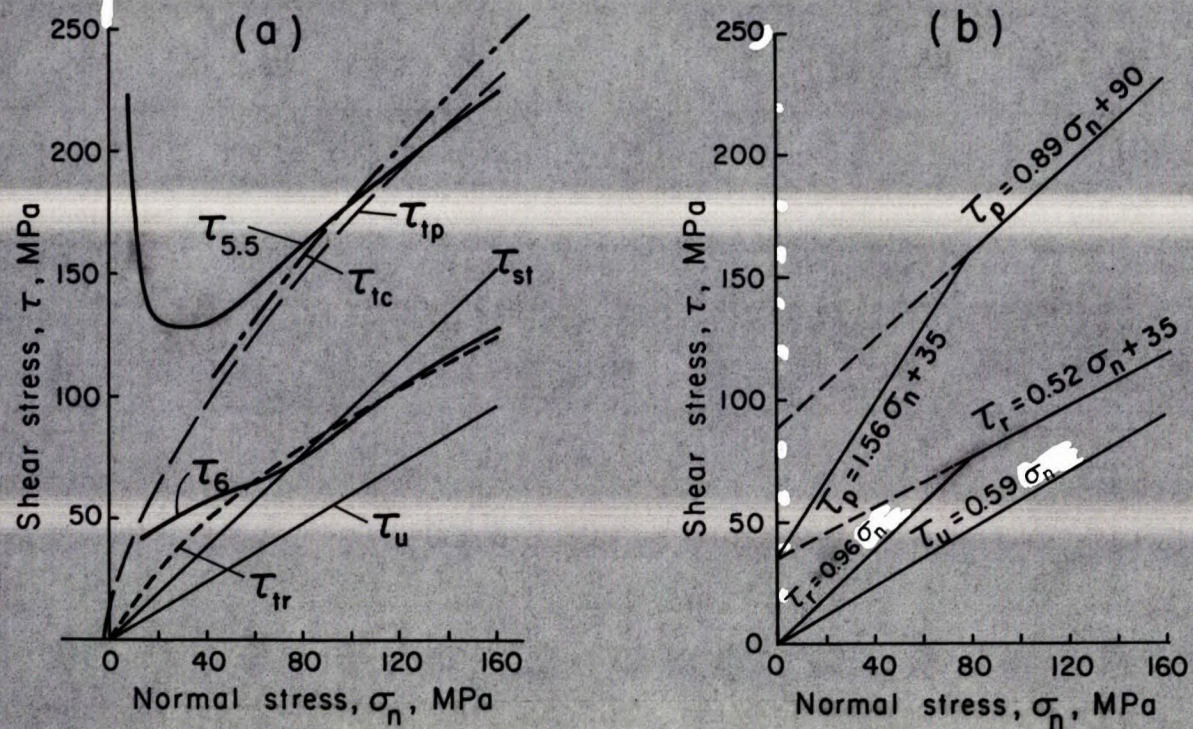 (a)
250
200
150
100
50
Shear stress, τ, MPa
τ5.5
τtp
τtc
τst
τ6
τu
τtr
0 40 80 120 160
Normal stress, σn, MPa
(b)
250
200
150
100
50
0
Shear stress, τ, MPa
τp = 0.89 σn + 90
τp = 1.56 σn + 35
τr = 0.52 σn + 35
τr = 0.96 σn
τu = 0.59 σn
0 40 80 120 160
Normal stress, σn, MPa